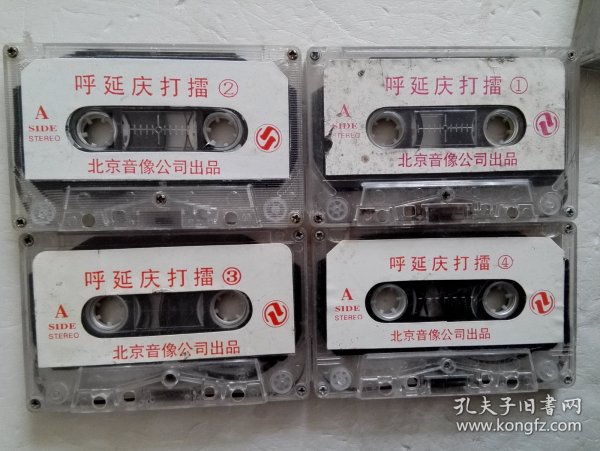 呼延庆打擂②
A
SIDE
STEREO
北京音像公司出品
呼延庆打擂①
A
SIDE
STEREO
北京音像公司出品
呼延庆打擂③
A
SIDE
STEREO
北京音像公司出品
呼延庆打擂④
A
SIDE
STEREO
北京音像公司出品
孔夫子旧书网
www.kongfz.com